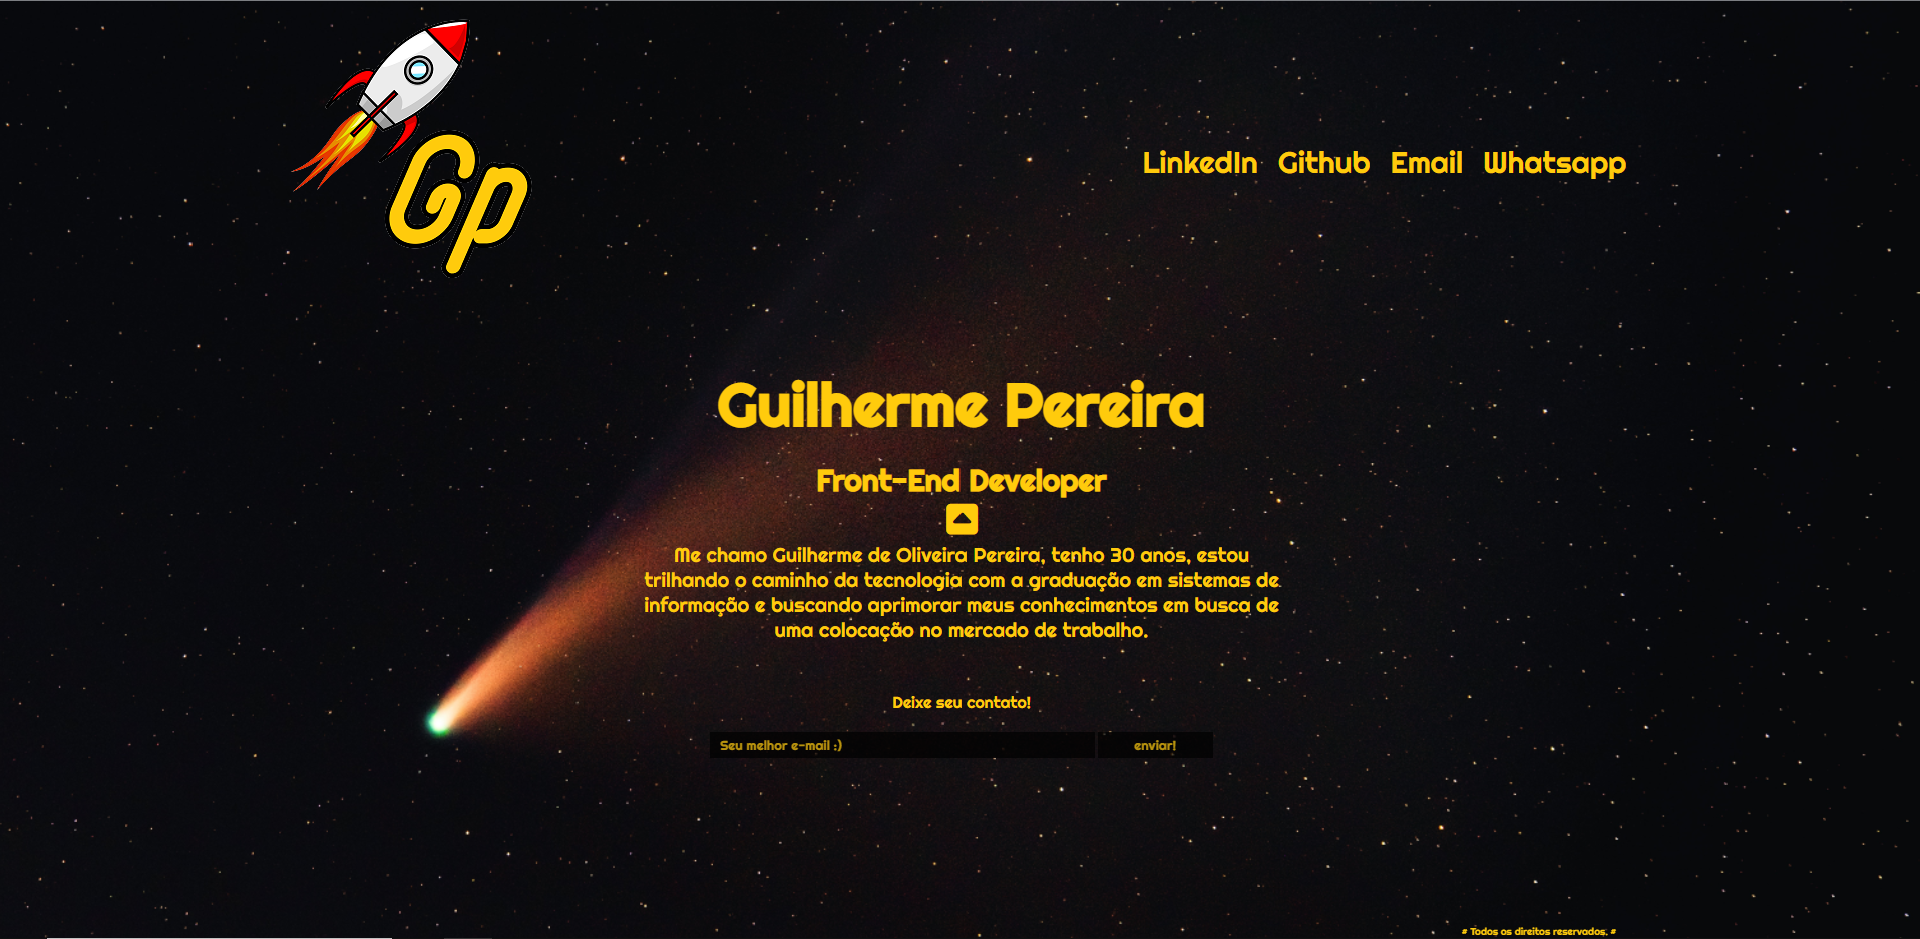 Gp
LinkedIn Github Email Whatsapp
Guilherme Pereira
Front-End Developer
Me chamo Guilherme de Oliveira Pereira, tenho 30 anos, estou
trilhando o caminho da tecnologia com a graduação em sistemas de
informação e buscando aprimorar meus conhecimentos em busca de
uma colocação no mercado de trabalho.
Deixe seu contato!
Seu melhor e-mail :) enviar!
# Todos os direitos reservados. #